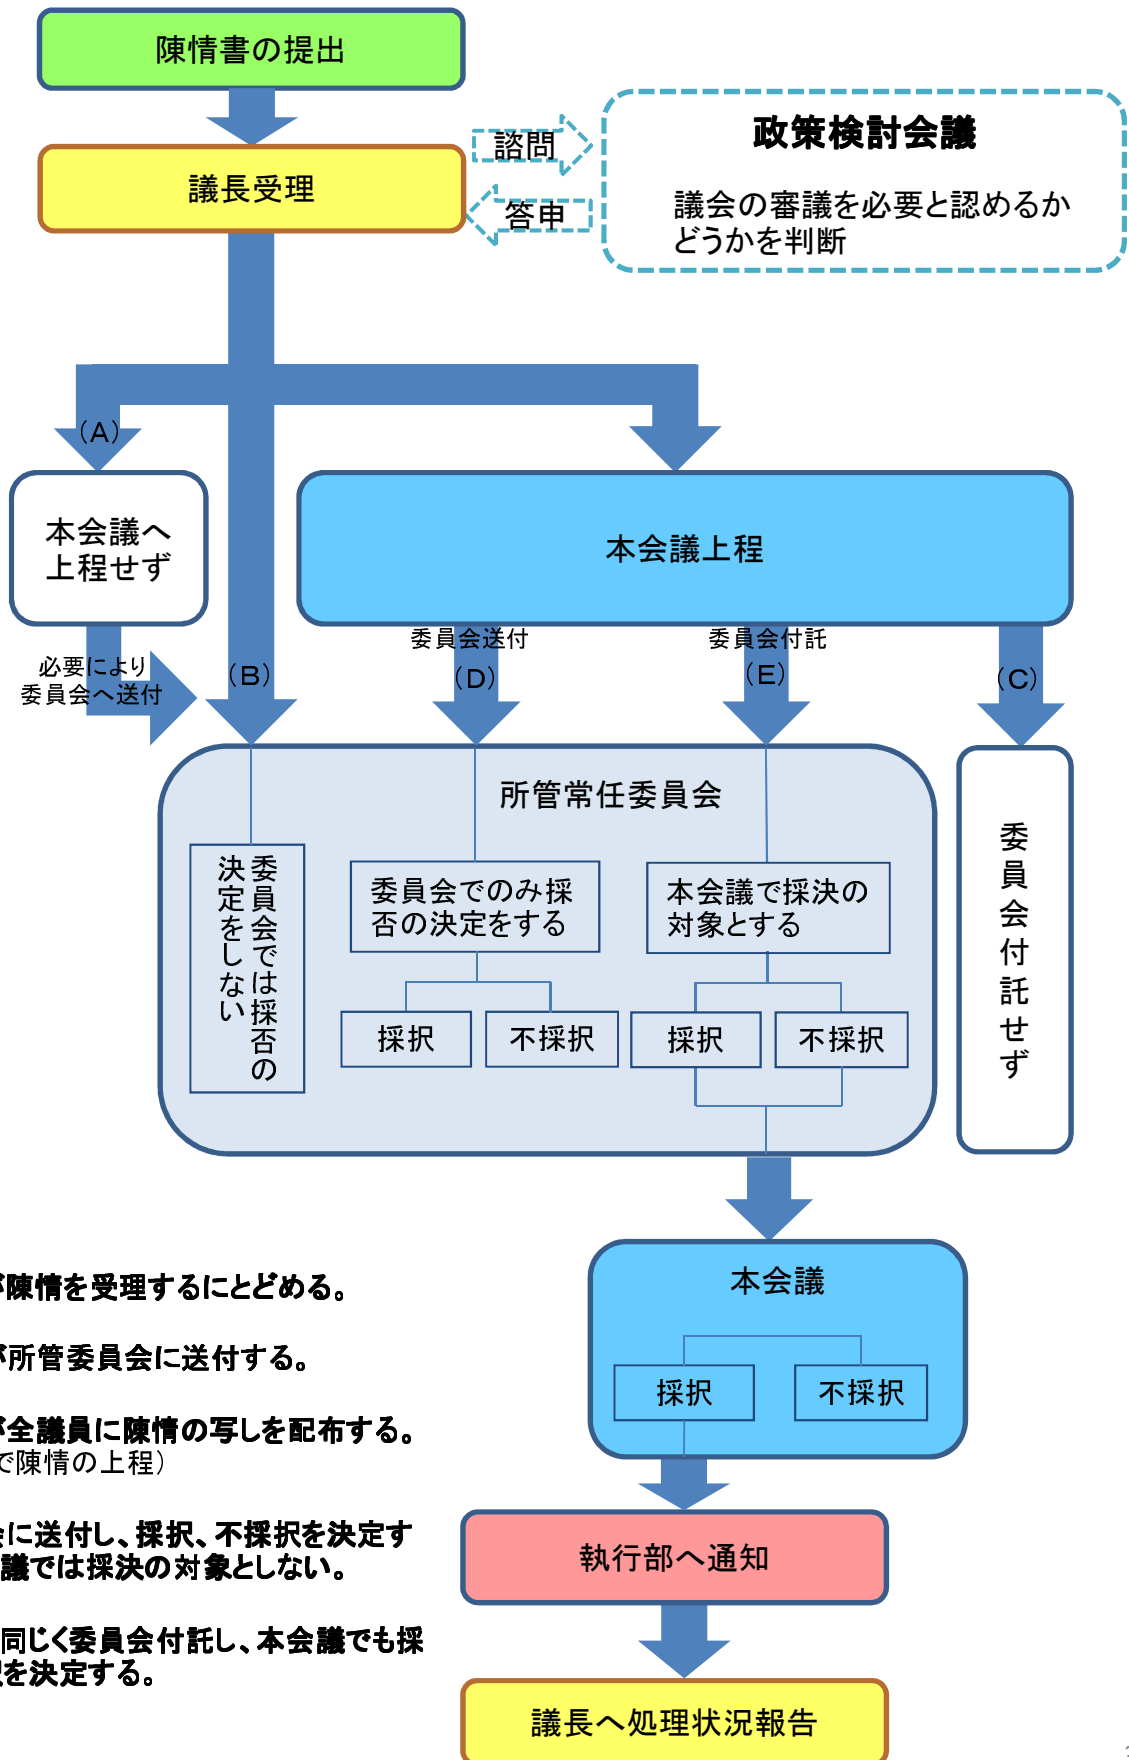 陳情書の提出
議長受理
諮問
答申
政策検討会議
議会の審議を必要と認めるか
どうかを判断
(A)
本会議へ
上程せず
本会議上程
必要により
委員会へ送付
(B)
委員会送付
(D)
委員会付託
(E)
(C)
所管常任委員会
委員会では採否の
決定をしない
委員会でのみ採
否の決定をする
採択
不採択
本会議で採決の
対象とする
採択
不採択
委員会付託せず
本会議
採択
不採択
執行部へ通知
議長へ処理状況報告
が陳情を受理するにとどめる。
が所管委員会に送付する。
が全議員に陳情の写しを配布する。
で陳情の上程)
会に送付し、採択、不採択を決定す
議では採決の対象としない。
同じく委員会付託し、本会議でも採
を決定する。